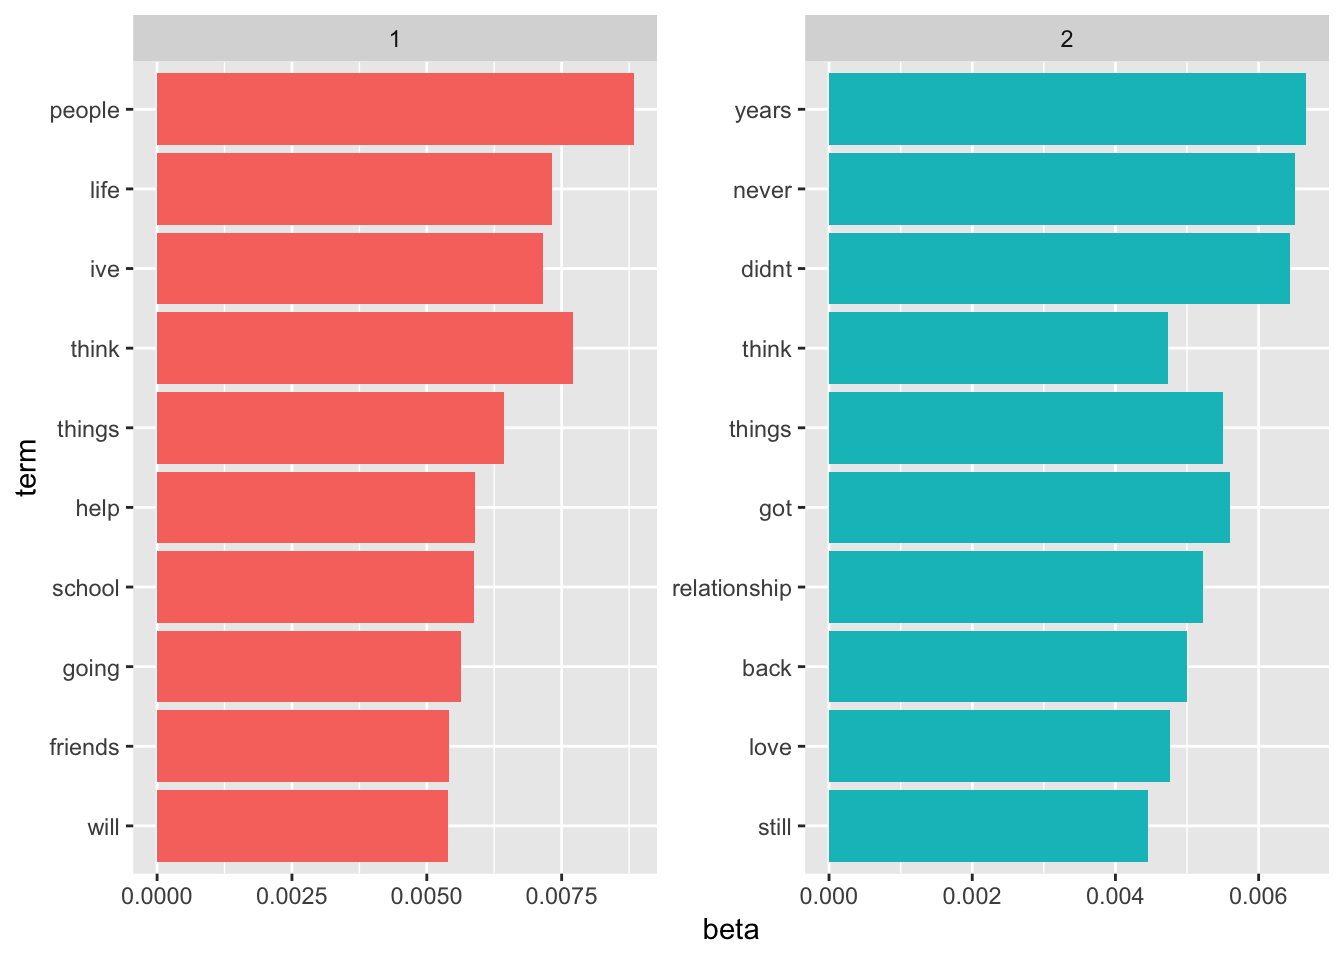 1
people
life
ive
think
things
help
school
going
friends
will
0.0000 0.0025 0.0050 0.0075
2
years
never
didnt
think
things
got
relationship
back
love
still
0.000 0.002 0.004 0.006
term
beta